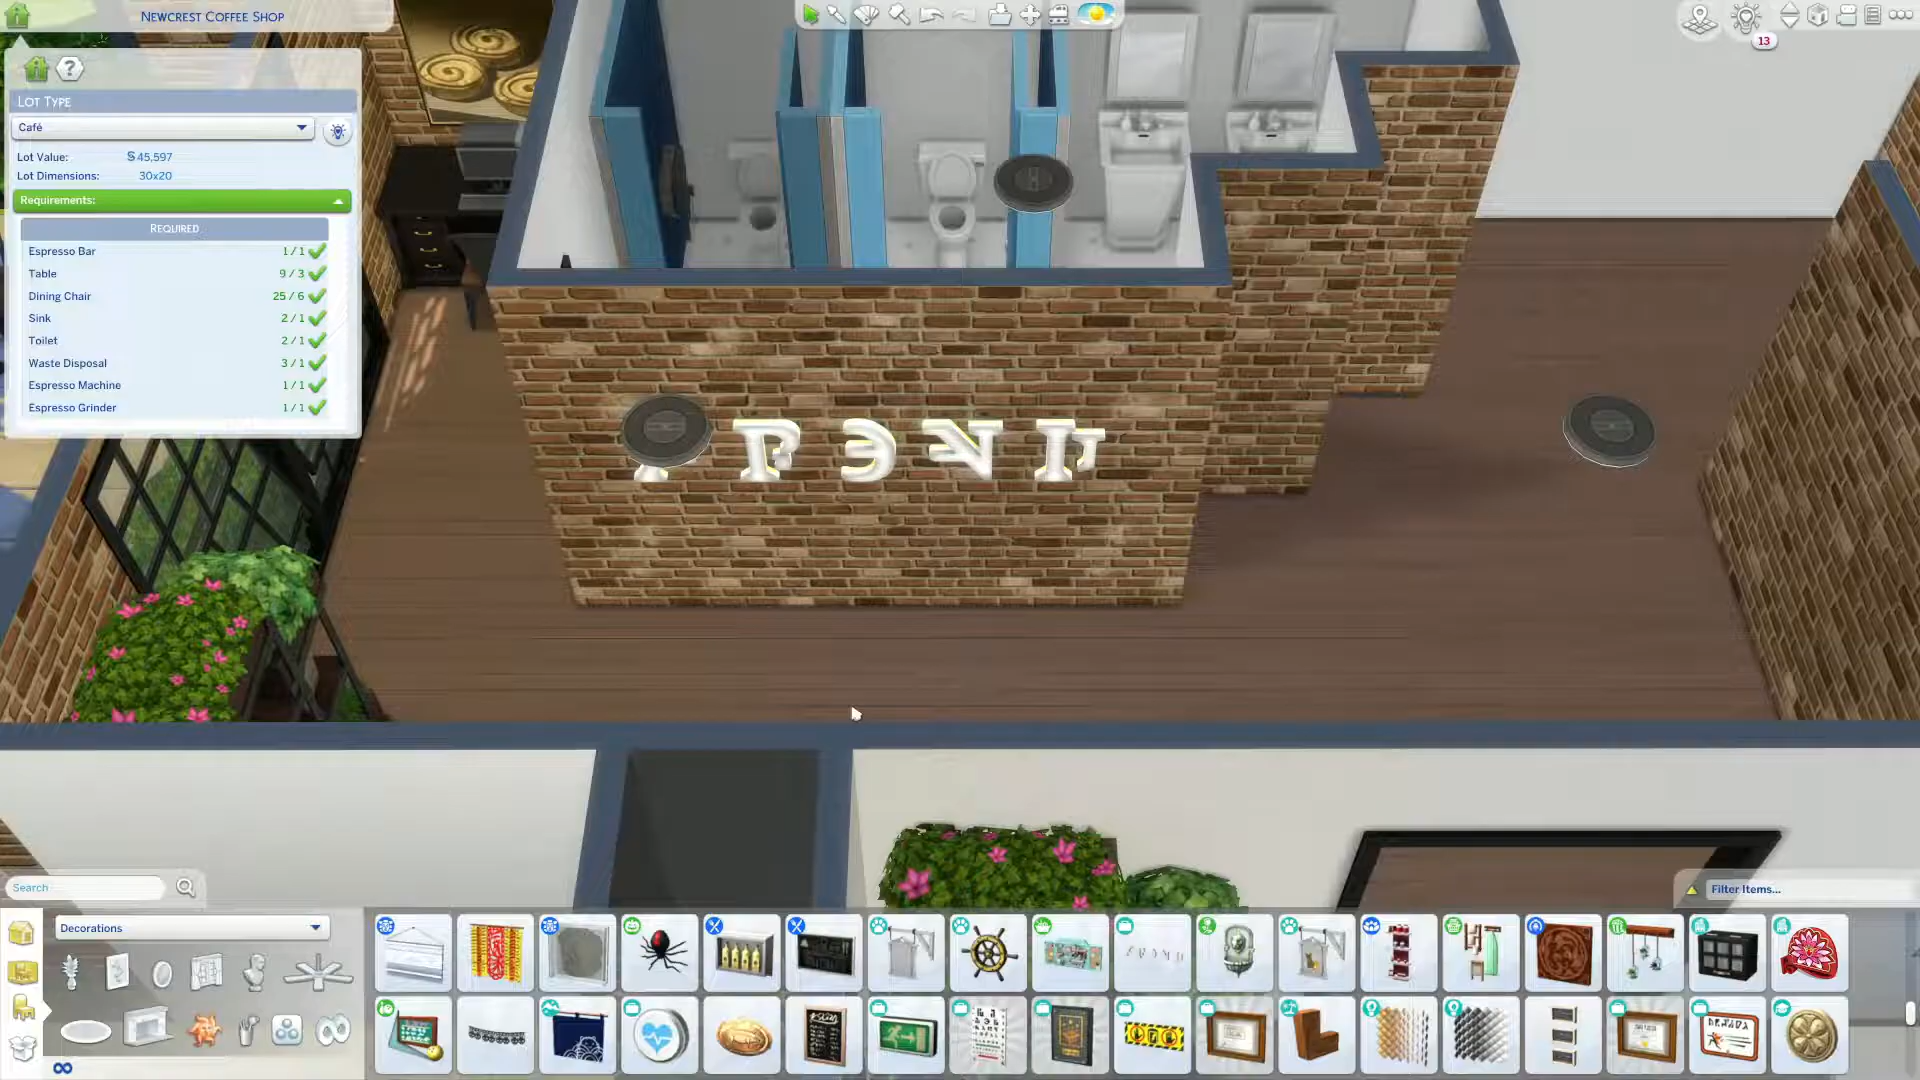 NEWCREST COFFEE SHOP
13
LOT TYPE
Café
Lot Value: §45,597
Lot Dimensions: 30x20
Requirements:
REQUIRED
Espresso Bar 1 / 1
Table 9 / 3
Dining Chair 25 / 6
Sink 2 / 1
Toilet 2 / 1
Waste Disposal 3 / 1
Espresso Machine 1 / 1
Espresso Grinder 1 / 1
Search
Filter Items...
Decorations